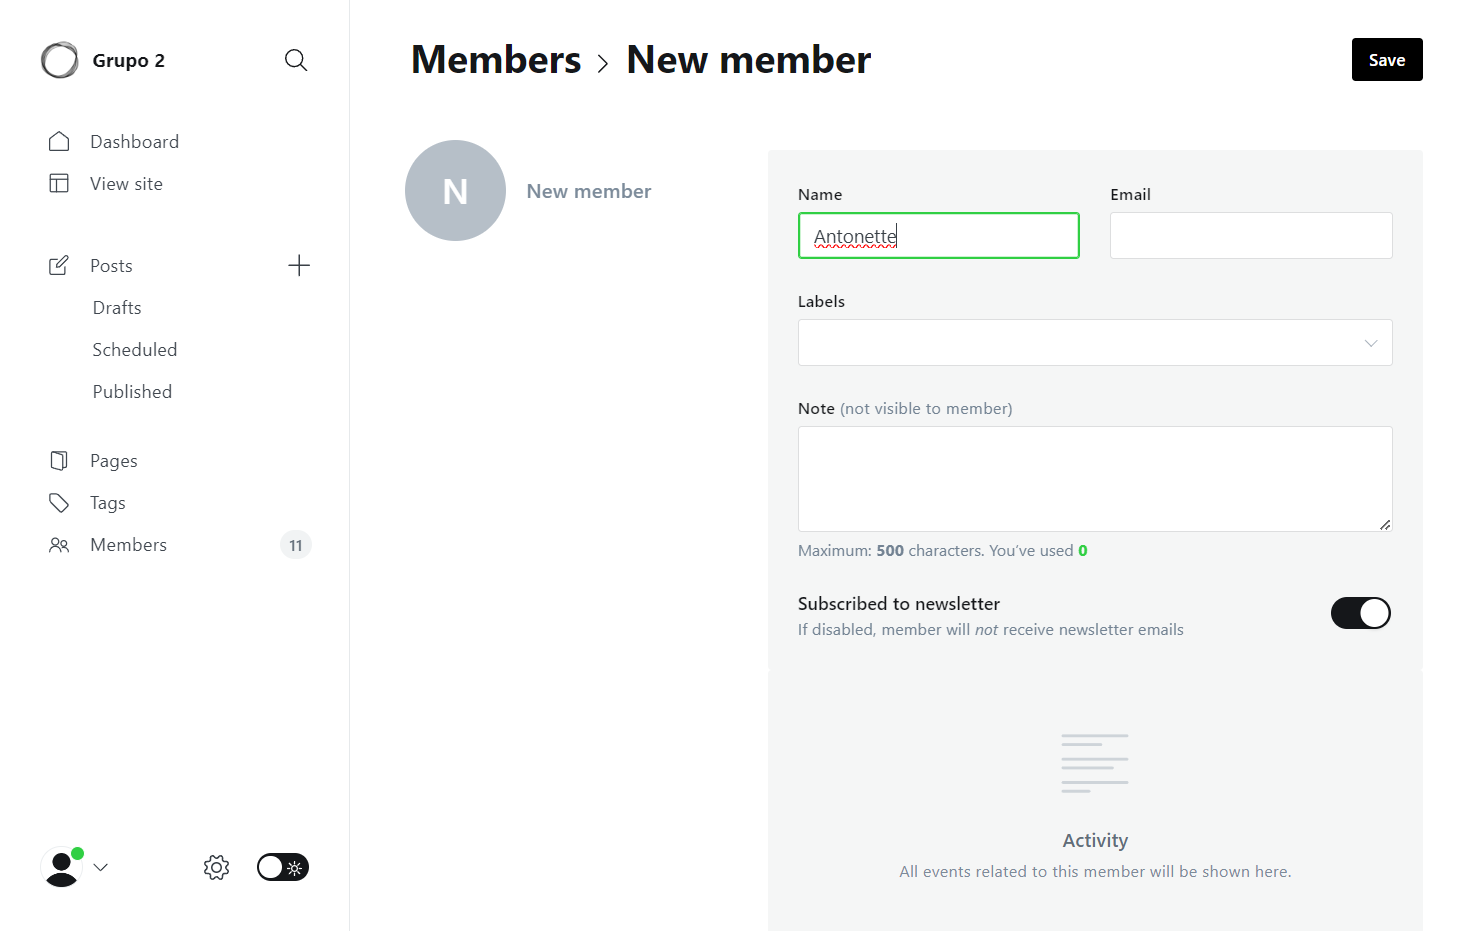 Grupo 2
Dashboard
View site
Posts
Drafts
Scheduled
Published
Pages
Tags
Members 11
Members > New member
Save
N
New member
Name
Email
Antonette
Labels
Note (not visible to member)
Maximum: 500 characters. You’ve used 0
Subscribed to newsletter
If disabled, member will not receive newsletter emails
Activity
All events related to this member will be shown here.